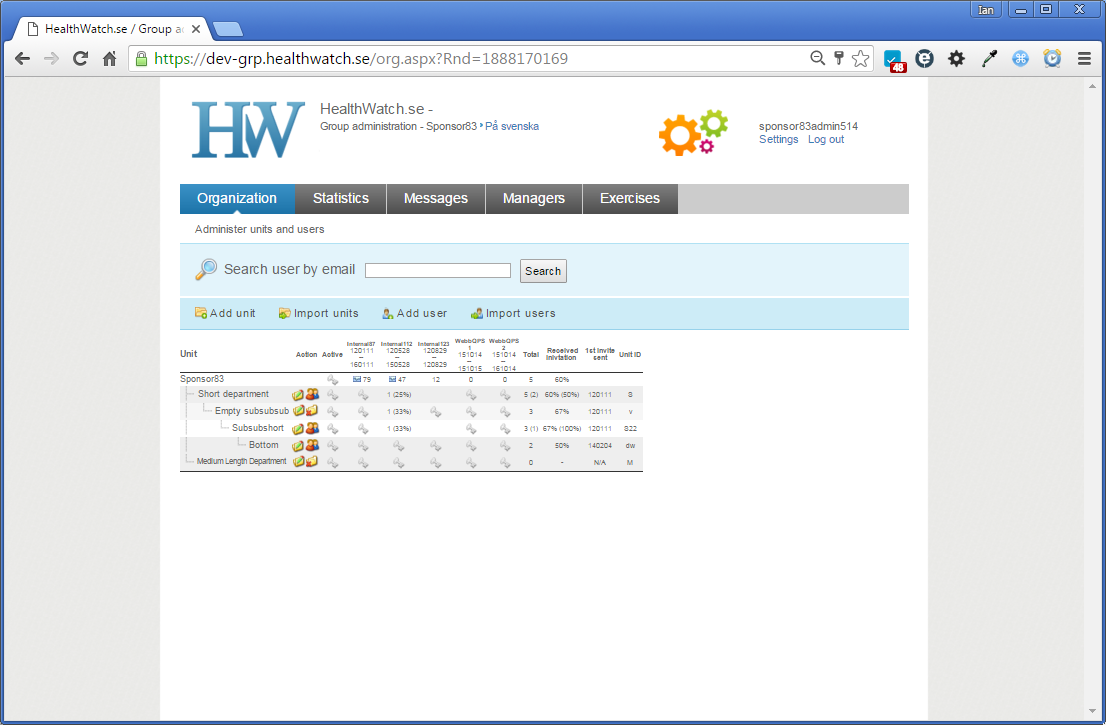 Ian
HealthWatch.se / Group a
https://dev-grp.healthwatch.se/org.aspx?Rnd=1888170169
48
HW
HealthWatch.se -
Group administration - Sponsor83 På svenska
sponsor83admin514
Settings Log out
Organization Statistics Messages Managers Exercises
Administer units and users
Search user by email Search
Add unit Import units Add user Import users
Unit Action Active Internal87 120111 -- 160111 Internal112 150528 -- 150528 Internal123 120829 -- 120829 WebbQPS 1 151014 -- 151015 WebbQPS 2 151014 -- 161014 Total Received invitation 1st invite sent Unit ID
Sponsor83 79 47 12 0 0 5 60%
Short department 1 (25%) 5 (2) 60% (50%) 120111 S
Empty subsubsub 1 (33%) 3 67% 120111 v
Subsubshort 1 (33%) 3 (1) 67% (100%) 120111 S22
Bottom 2 50% 140204 dw
Medium Length Department 0 - N/A M